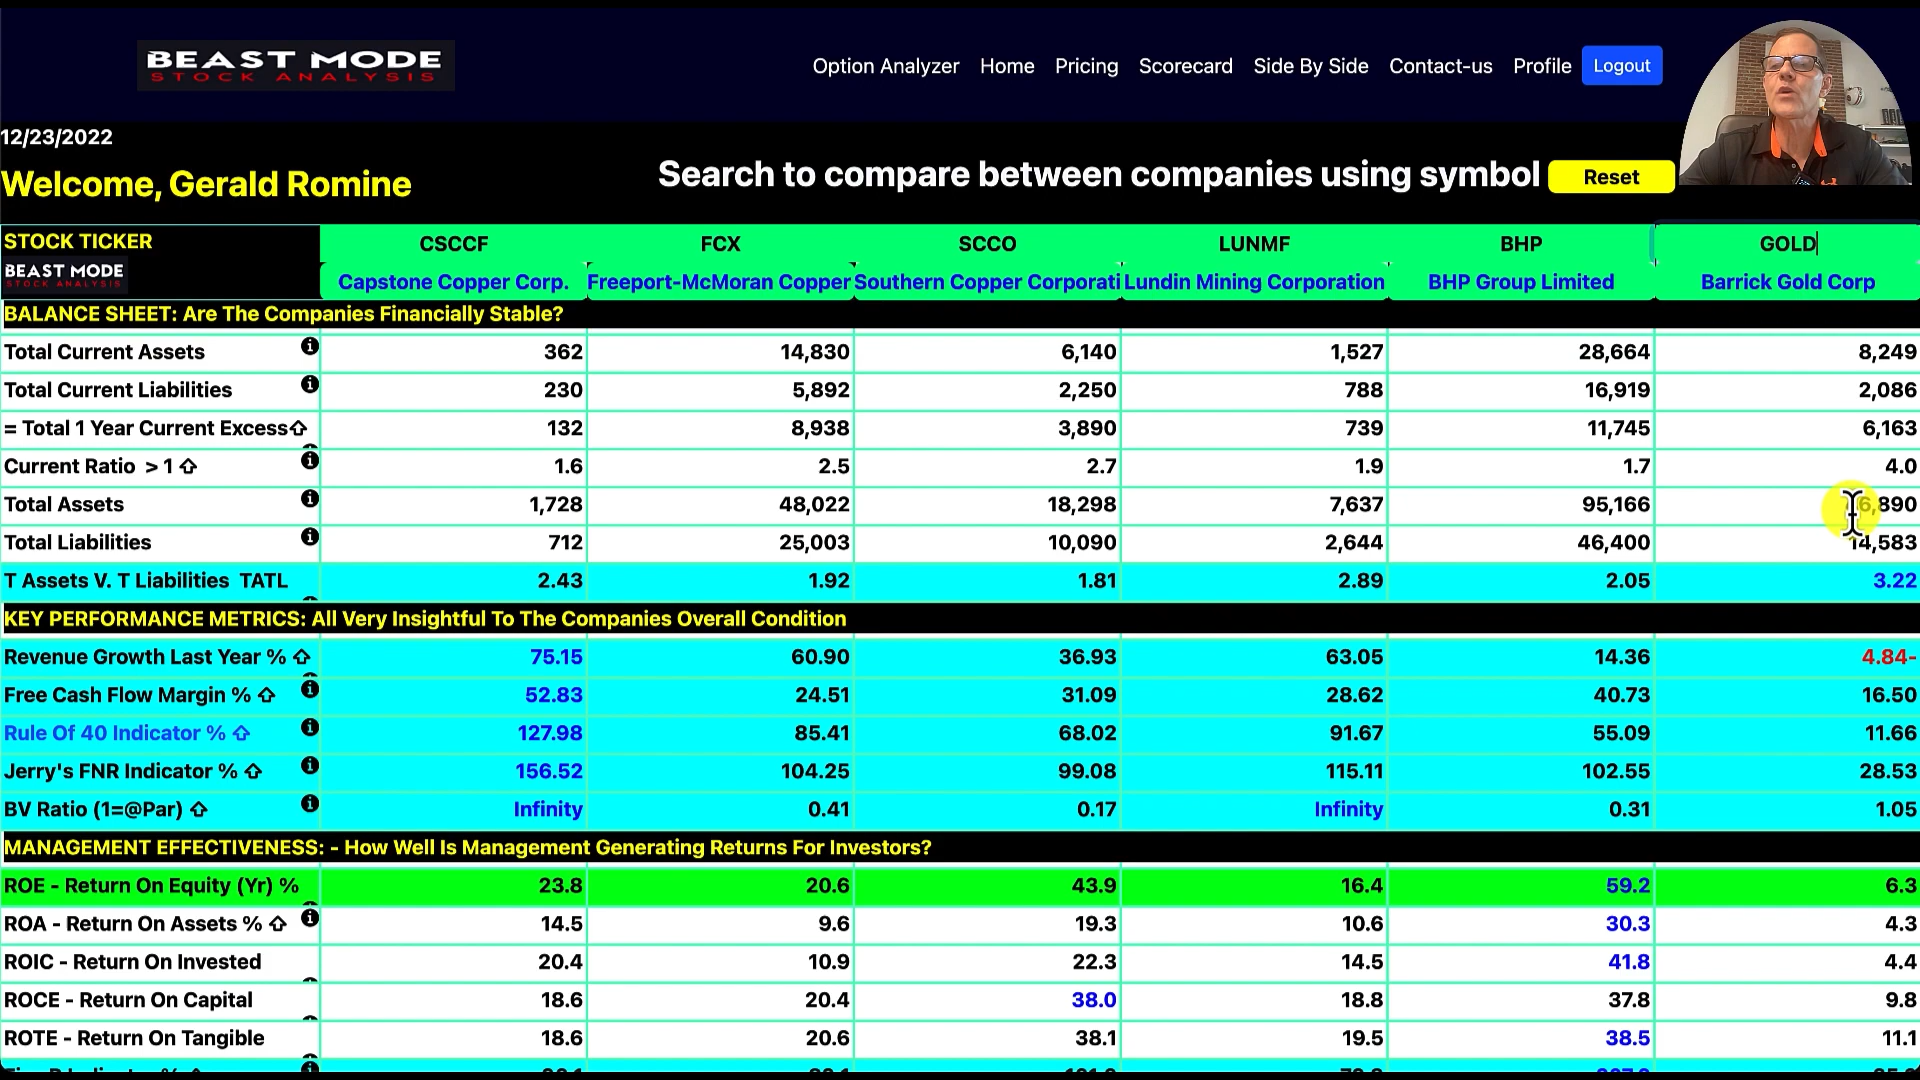 BEAST MODE
STOCK ANALYSIS
Option Analyzer Home Pricing Scorecard Side By Side Contact-us Profile Logout
12/23/2022
Welcome, Gerald Romine
Search to compare between companies using symbol Reset
STOCK TICKER CSCCF FCX SCCO LUNMF BHP GOLD
BEAST MODE
STOCK ANALYSIS
Capstone Copper Corp. Freeport-McMoran Copper Southern Copper Corporati Lundin Mining Corporation BHP Group Limited Barrick Gold Corp
BALANCE SHEET: Are The Companies Financially Stable?
Total Current Assets 362 14,830 6,140 1,527 28,664 8,249
Total Current Liabilities 230 5,892 2,250 788 16,919 2,086
= Total 1 Year Current Excess⇧ 132 8,938 3,890 739 11,745 6,163
Current Ratio > 1 ⇧ 1.6 2.5 2.7 1.9 1.7 4.0
Total Assets 1,728 48,022 18,298 7,637 95,166
Total Liabilities 712 25,003 10,090 2,644 46,400 14,583
T Assets V. T Liabilities TATL 2.43 1.92 1.81 2.89 2.05 3.22
KEY PERFORMANCE METRICS: All Very Insightful To The Companies Overall Condition
Revenue Growth Last Year % ⇧ 75.15 60.90 36.93 63.05 14.36 4.84-
Free Cash Flow Margin % ⇧ 52.83 24.51 31.09 28.62 40.73 16.50
Rule Of 40 Indicator % ⇧ 127.98 85.41 68.02 91.67 55.09 11.66
Jerry's FNR Indicator % ⇧ 156.52 104.25 99.08 115.11 102.55 28.53
BV Ratio (1=@Par) ⇧ Infinity 0.41 0.17 Infinity 0.31 1.05
MANAGEMENT EFFECTIVENESS: - How Well Is Management Generating Returns For Investors?
ROE - Return On Equity (Yr) % 23.8 20.6 43.9 16.4 59.2 6.3
ROA - Return On Assets % ⇧ 14.5 9.6 19.3 10.6 30.3 4.3
ROIC - Return On Invested 20.4 10.9 22.3 14.5 41.8 4.4
ROCE - Return On Capital 18.6 20.4 38.0 18.8 37.8 9.8
ROTE - Return On Tangible 18.6 20.6 38.1 19.5 38.5 11.1